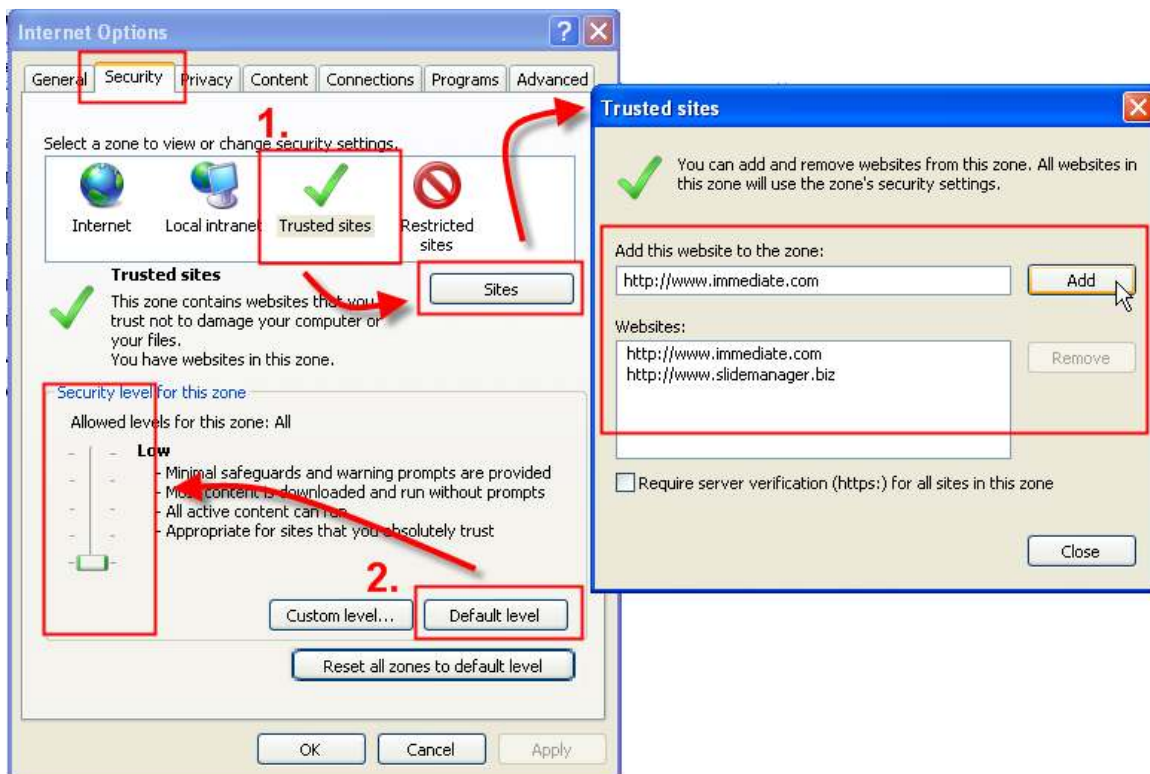 Internet Options
General Security Privacy Content Connections Programs Advanced
1.
Select a zone to view or change security settings.
Internet
Local intranet
Trusted sites
Restricted
sites
Trusted sites
This zone contains websites that you
trust not to damage your computer or
your files.
You have websites in this zone.
Sites
Security level for this zone
Allowed levels for this zone: All
Low
- Minimal safeguards and warning prompts are provided
- Most content is downloaded and run without prompts
- All active content can run
- Appropriate for sites that you absolutely trust
2.
Custom level... Default level
Reset all zones to default level
OK Cancel Apply
Trusted sites
You can add and remove websites from this zone. All websites in
this zone will use the zone's security settings.
Add this website to the zone:
http://www.immediate.com Add
Websites:
http://www.immediate.com
http://www.slidemanager.biz
Remove
Require server verification (https:) for all sites in this zone
Close